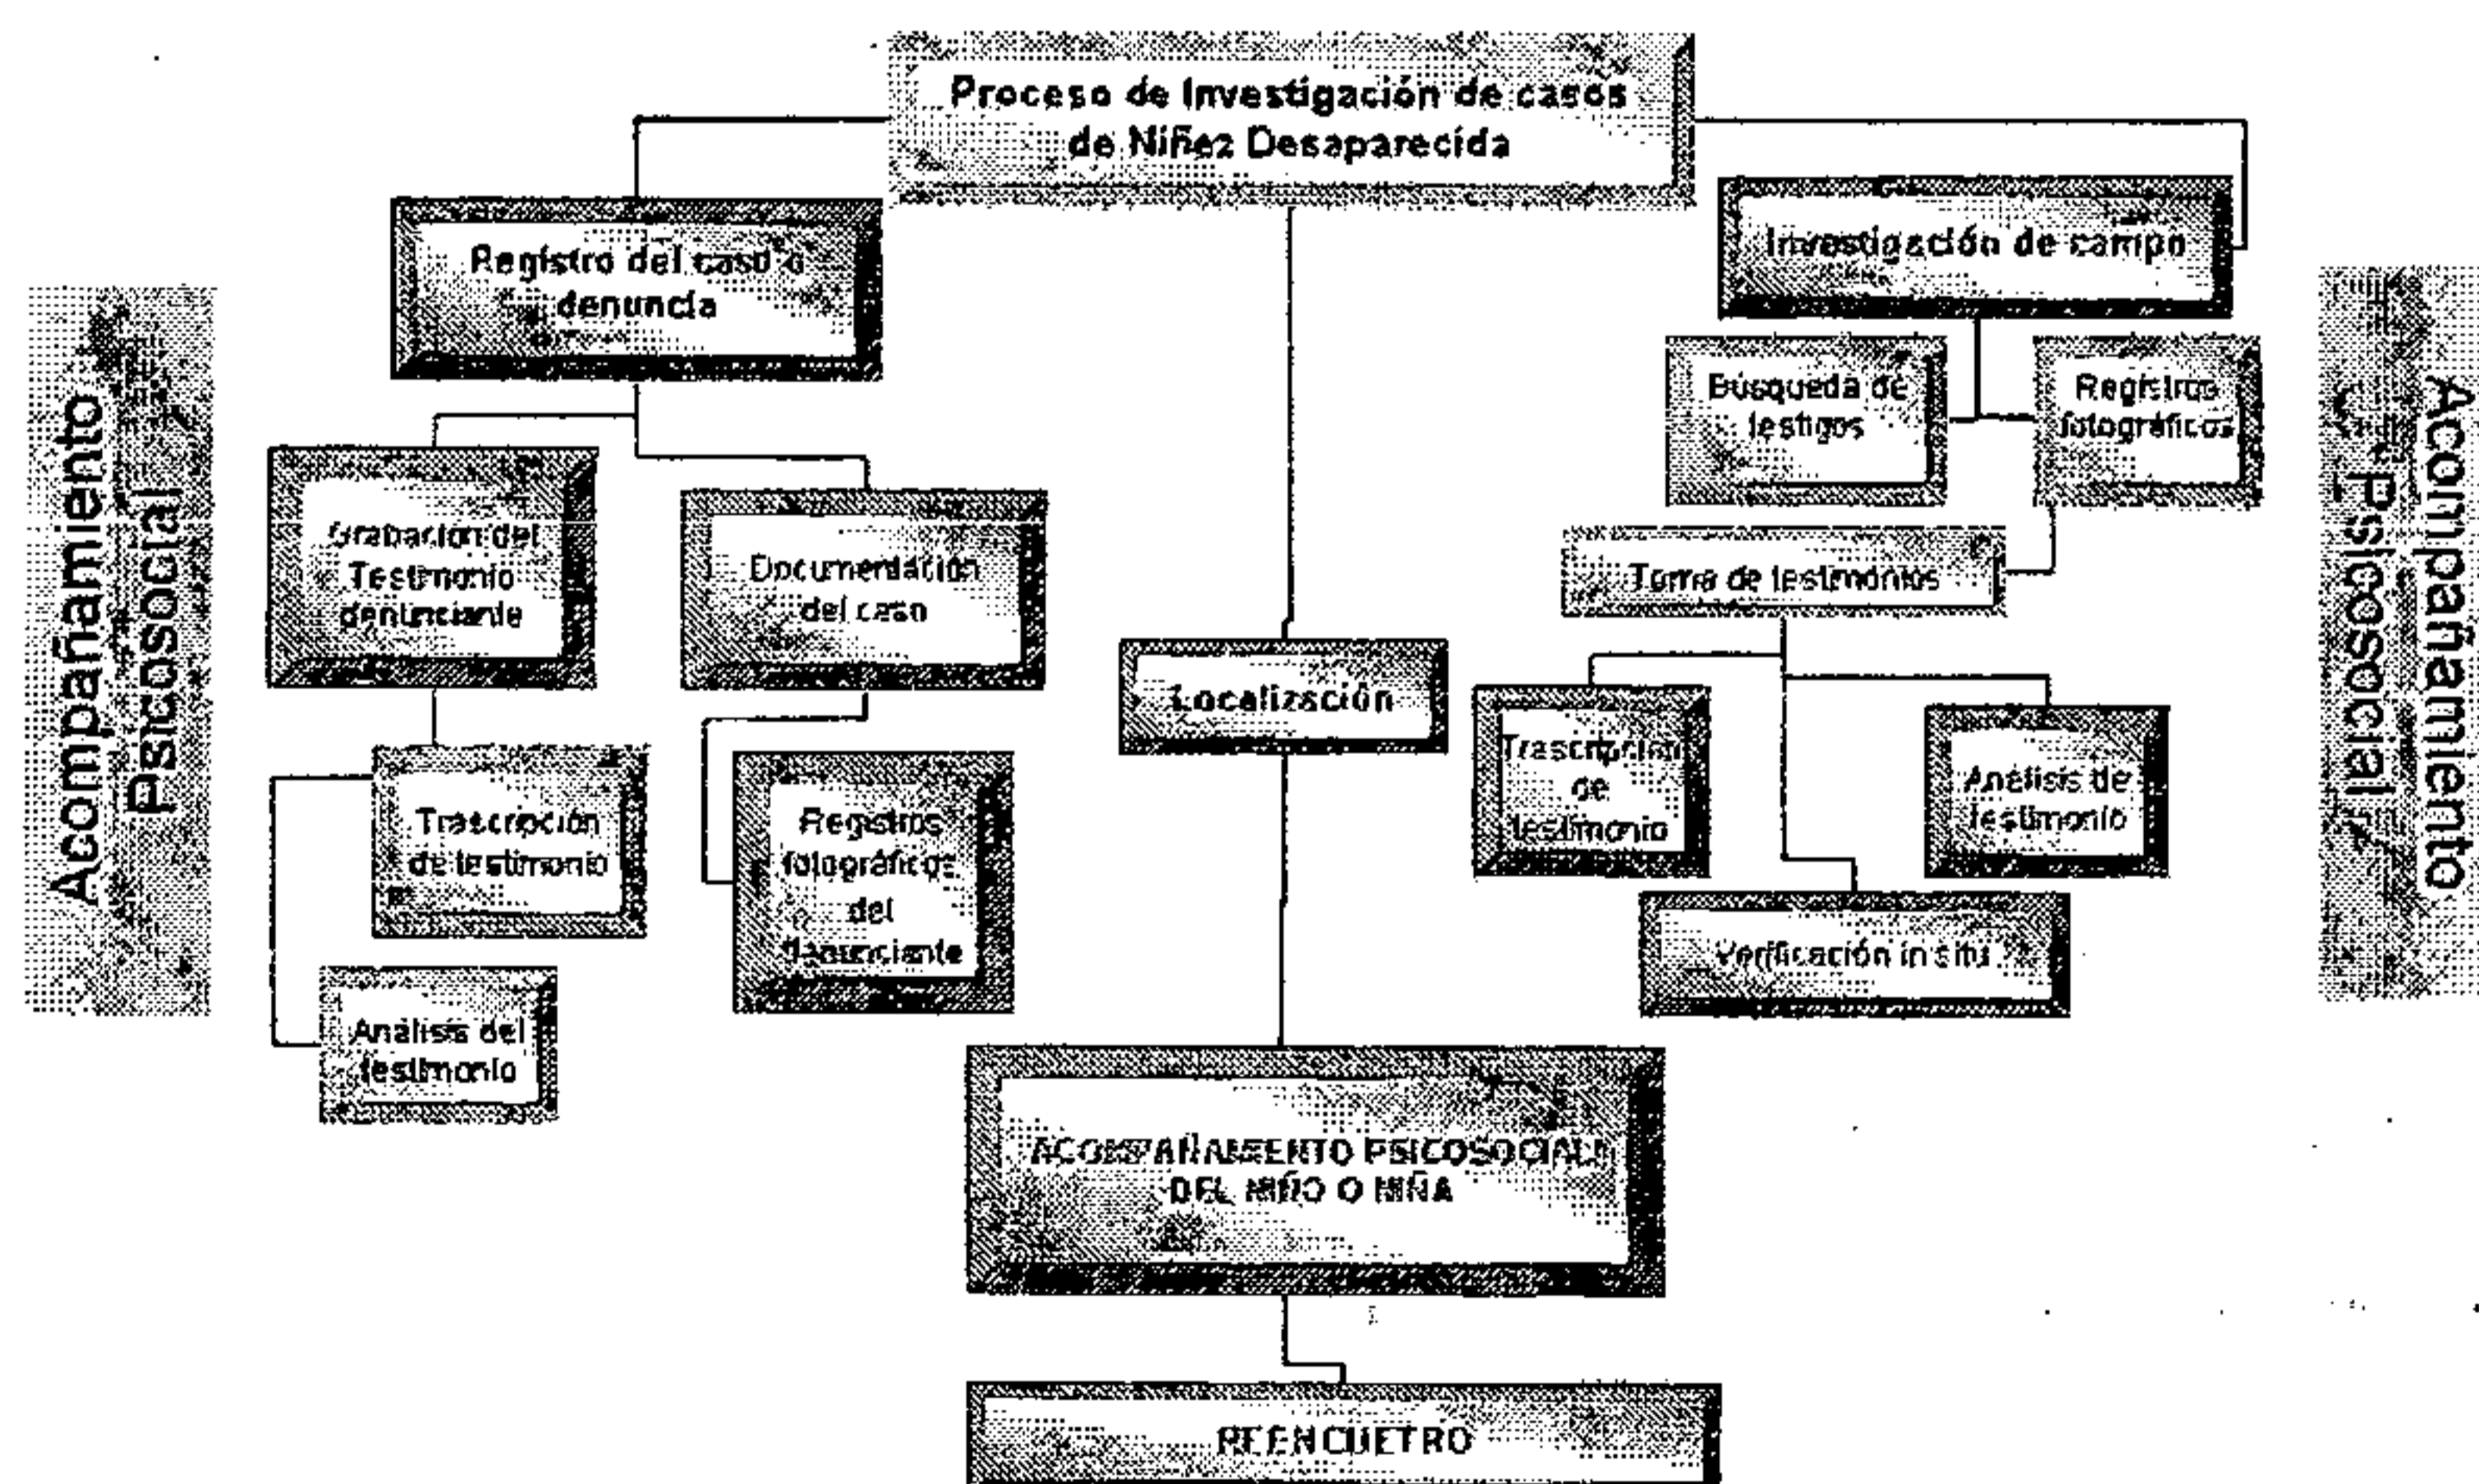 Proceso de Investigación de casos
de Niñez Desaparecida
Registro del caso o
denuncia
Investigación de campo
Acompañamiento
Psicosocial
Búsqueda de
testigos
Registros
fotográficos
Acompañamiento
Psicosocial
Grabación del
Testimonio
denunciante
Documentación
del caso
Toma de testimonios
Localización
Trascripción
de
testimonio
Análisis de
testimonio
Trascripción
de testimonio
Registros
fotográficos
del
denunciante
Verificación in situ
Análisis del
testimonio
ACOMPAÑAMIENTO PSICOSOCIAL
DEL NIÑO O NIÑA
REENCUETRO